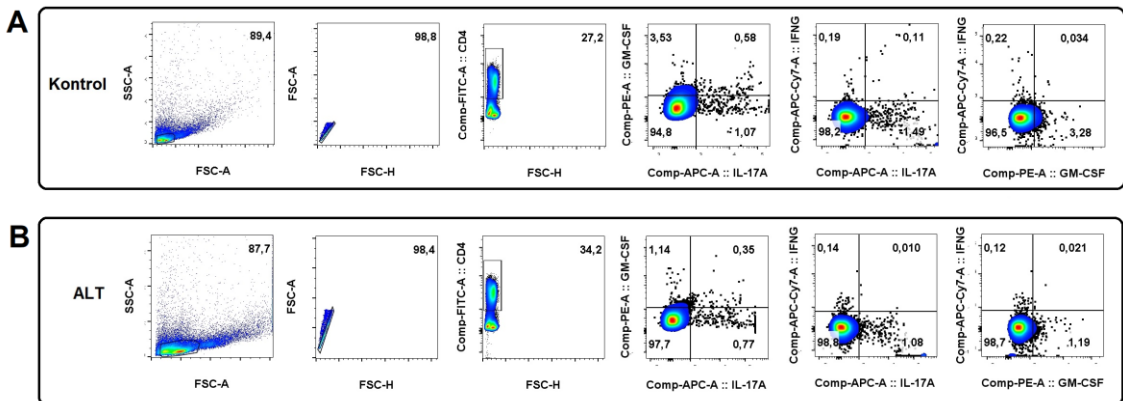 A
Kontrol
SSC-A
89,4
FSC-A
FSC-A
98,8
FSC-H
Comp-FITC-A :: CD4
27,2
FSC-H
Comp-PE-A :: GM-CSF
3,53 0,58
94,8 1,07
Comp-APC-A :: IL-17A
Comp-APC-Cy7-A :: IFNG
0,19 0,11
98,2 1,49
Comp-APC-A :: IL-17A
Comp-APC-Cy7-A :: IFNG
0,22 0,034
96,5 3,28
Comp-PE-A :: GM-CSF
B
ALT
SSC-A
87,7
FSC-A
FSC-A
98,4
FSC-H
Comp-FITC-A :: CD4
34,2
FSC-H
Comp-PE-A :: GM-CSF
1,14 0,35
97,7 0,77
Comp-APC-A :: IL-17A
Comp-APC-Cy7-A :: IFNG
0,14 0,010
98,8 1,08
Comp-APC-A :: IL-17A
Comp-APC-Cy7-A :: IFNG
0,12 0,021
98,7 1,19
Comp-PE-A :: GM-CSF